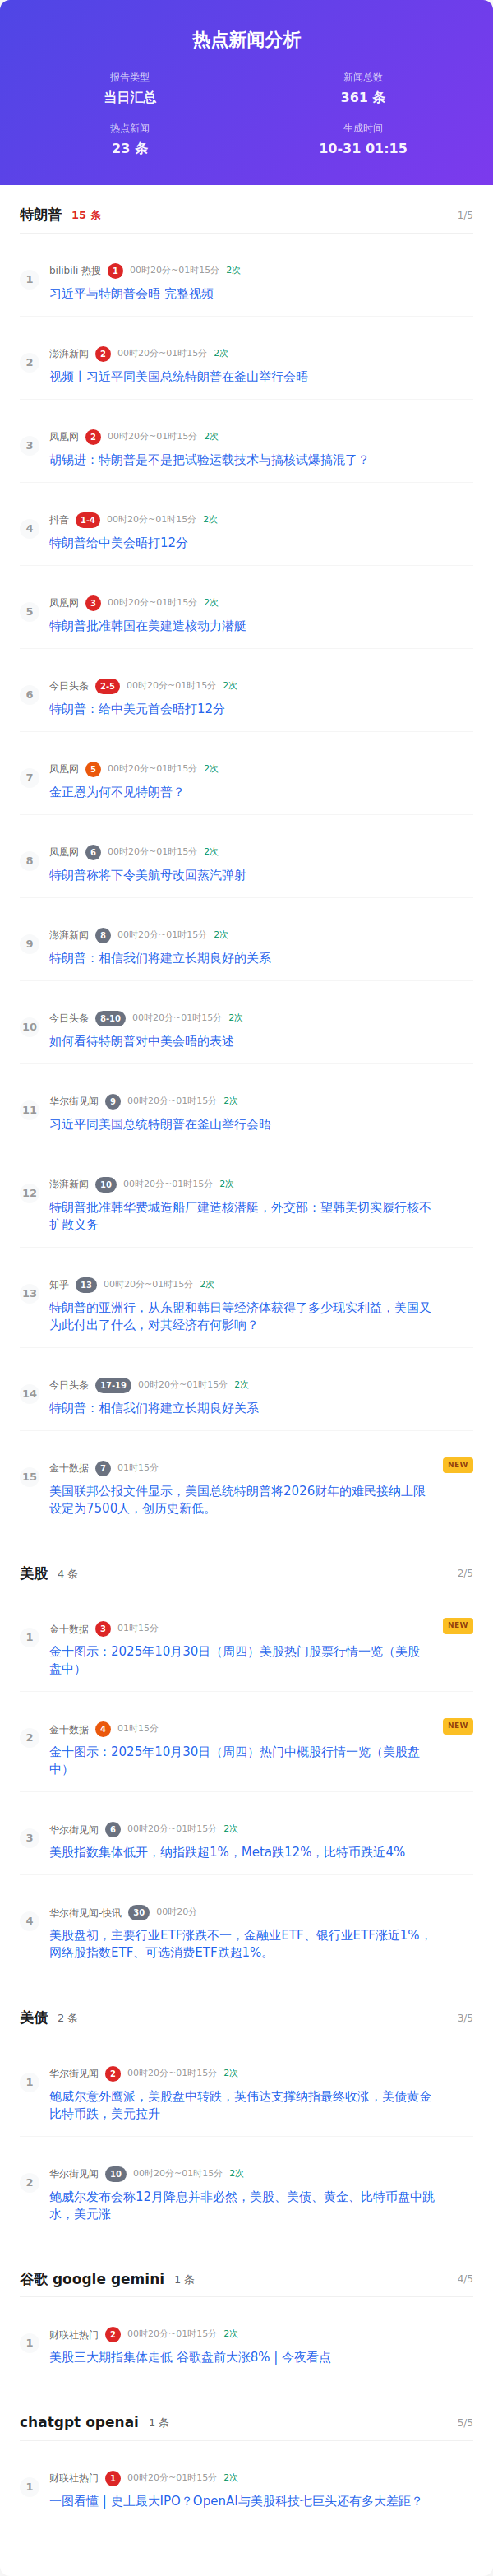 热点新闻分析
报告类型
新闻总数
当日汇总
361 条
热点新闻
生成时间
23 条
10-31 01:15
特朗普 15 条 1/5
1
bilibili 热搜 1 00时20分~01时15分 2次
习近平与特朗普会晤 完整视频
2
澎湃新闻 2 00时20分~01时15分 2次
视频丨习近平同美国总统特朗普在釜山举行会晤
3
凤凰网 2 00时20分~01时15分 2次
胡锡进：特朗普是不是把试验运载技术与搞核试爆搞混了？
4
抖音 1-4 00时20分~01时15分 2次
特朗普给中美会晤打12分
5
凤凰网 3 00时20分~01时15分 2次
特朗普批准韩国在美建造核动力潜艇
6
今日头条 2-5 00时20分~01时15分 2次
特朗普：给中美元首会晤打12分
7
凤凰网 5 00时20分~01时15分 2次
金正恩为何不见特朗普？
8
凤凰网 6 00时20分~01时15分 2次
特朗普称将下令美航母改回蒸汽弹射
9
澎湃新闻 8 00时20分~01时15分 2次
特朗普：相信我们将建立长期良好的关系
10
今日头条 8-10 00时20分~01时15分 2次
如何看待特朗普对中美会晤的表述
11
华尔街见闻 9 00时20分~01时15分 2次
习近平同美国总统特朗普在釜山举行会晤
12
澎湃新闻 10 00时20分~01时15分 2次
特朗普批准韩华费城造船厂建造核潜艇，外交部：望韩美切实履行核不
扩散义务
13
知乎 13 00时20分~01时15分 2次
特朗普的亚洲行，从东盟和韩日等经济体获得了多少现实利益，美国又
为此付出了什么，对其经济有何影响？
14
今日头条 17-19 00时20分~01时15分 2次
特朗普：相信我们将建立长期良好关系
15
金十数据 7 01时15分 NEW
美国联邦公报文件显示，美国总统特朗普将2026财年的难民接纳上限
设定为7500人，创历史新低。
美股 4 条 2/5
1
金十数据 3 01时15分 NEW
金十图示：2025年10月30日（周四）美股热门股票行情一览（美股
盘中）
2
金十数据 4 01时15分 NEW
金十图示：2025年10月30日（周四）热门中概股行情一览（美股盘
中）
3
华尔街见闻 6 00时20分~01时15分 2次
美股指数集体低开，纳指跌超1%，Meta跌12%，比特币跌近4%
4
华尔街见闻-快讯 30 00时20分
美股盘初，主要行业ETF涨跌不一，金融业ETF、银行业ETF涨近1%，
网络股指数ETF、可选消费ETF跌超1%。
美债 2 条 3/5
1
华尔街见闻 2 00时20分~01时15分 2次
鲍威尔意外鹰派，美股盘中转跌，英伟达支撑纳指最终收涨，美债黄金
比特币跌，美元拉升
2
华尔街见闻 10 00时20分~01时15分 2次
鲍威尔发布会称12月降息并非必然，美股、美债、黄金、比特币盘中跳
水，美元涨
谷歌 google gemini 1 条 4/5
1
财联社热门 2 00时20分~01时15分 2次
美股三大期指集体走低 谷歌盘前大涨8% | 今夜看点
chatgpt openai 1 条 5/5
1
财联社热门 1 00时20分~01时15分 2次
一图看懂 | 史上最大IPO？OpenAI与美股科技七巨头还有多大差距？